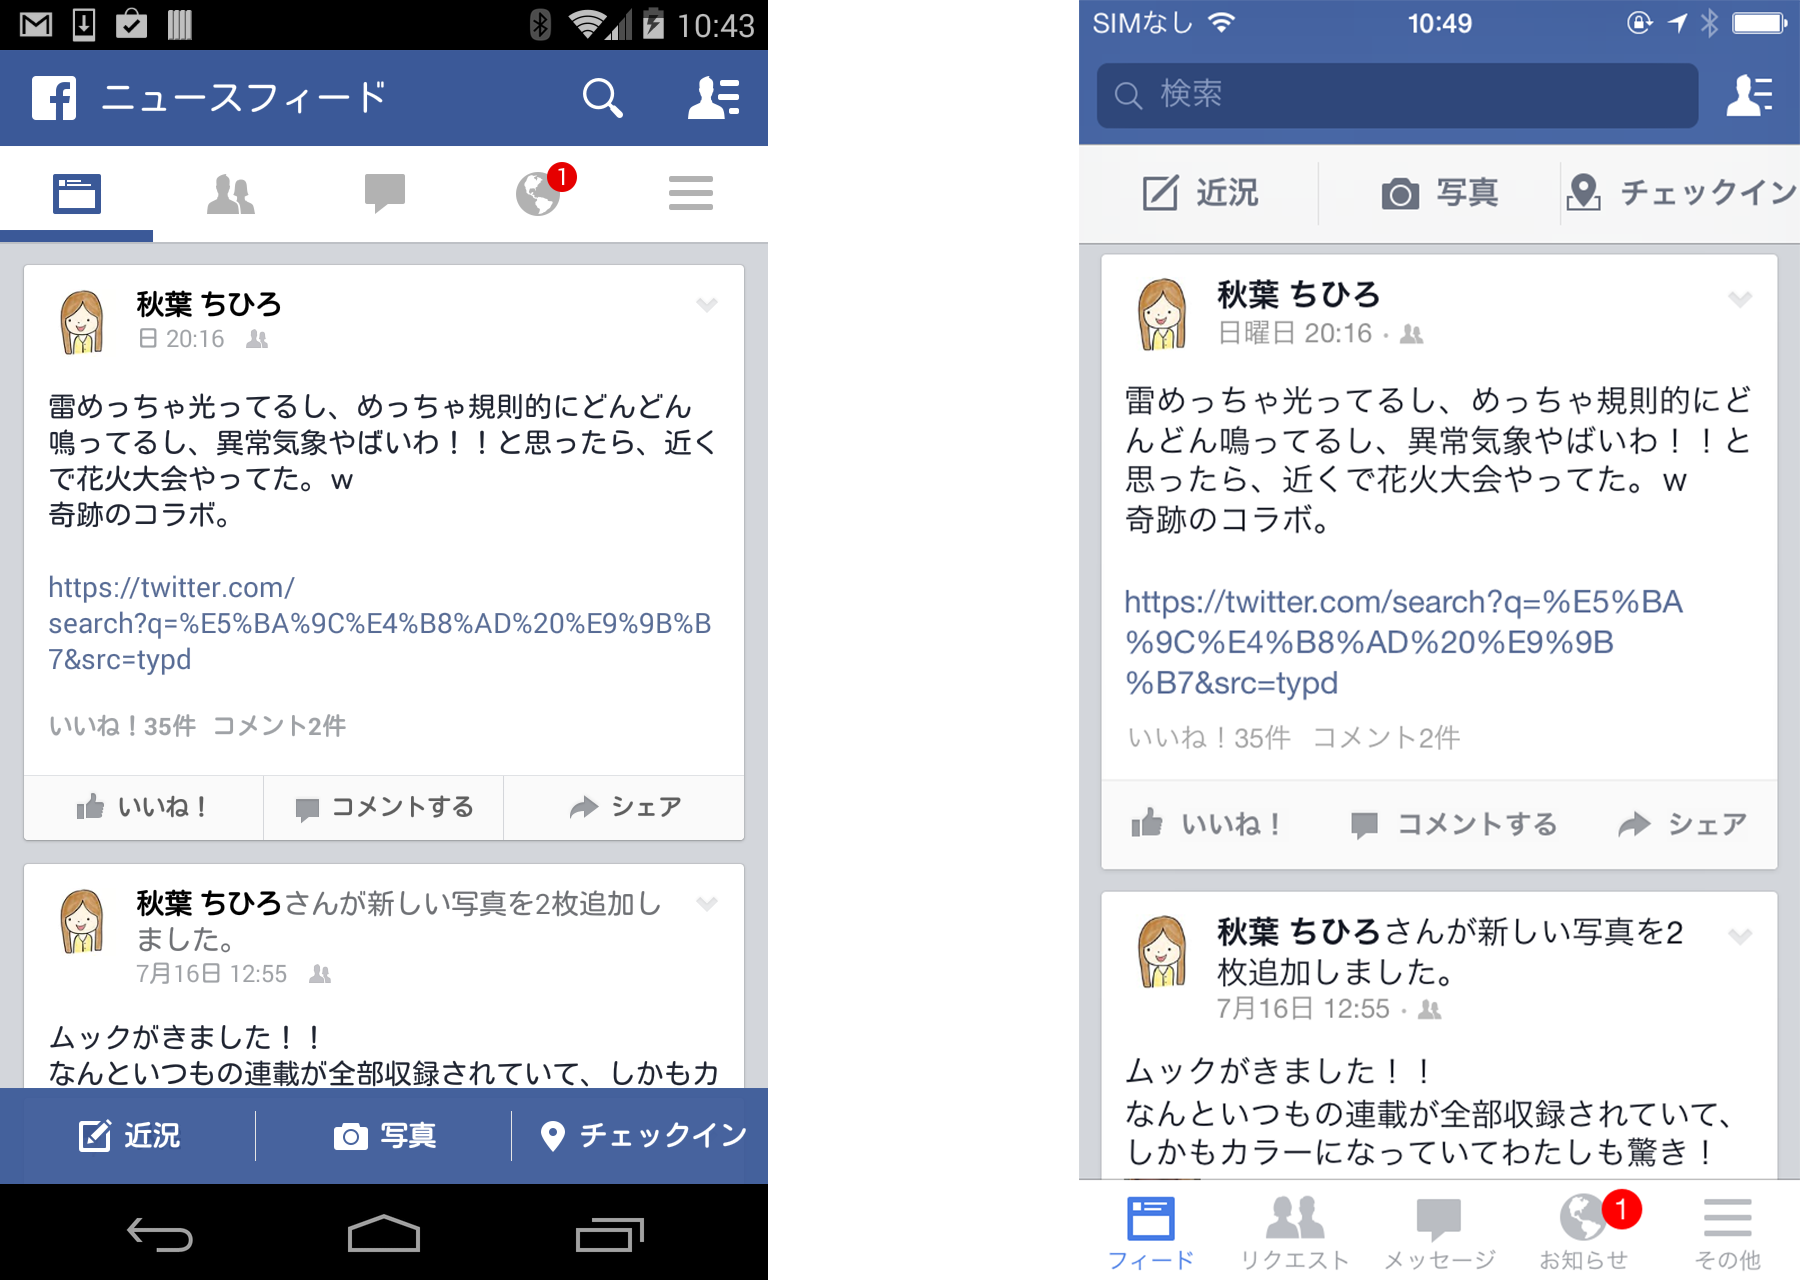 10:43
ニュースフィード
1
秋葉 ちひろ
日 20:16
雷めっちゃ光ってるし、めっちゃ規則的にどんどん
鳴ってるし、異常気象やばいわ！！と思ったら、近く
で花火大会やってた。ｗ
奇跡のコラボ。
https://twitter.com/
search?q=%E5%BA%9C%E4%B8%AD%20%E9%9B%B
7&src=typd
いいね！35件 コメント2件
いいね！ コメントする シェア
秋葉 ちひろさんが新しい写真を2枚追加し
ました。
7月16日 12:55
ムックがきました！！
なんといつもの連載が全部収録されていて、しかもカ
近況 写真 チェックイン
SIMなし 10:49
検索
近況 写真 チェックイン
秋葉 ちひろ
日曜日 20:16 ·
雷めっちゃ光ってるし、めっちゃ規則的にど
んどん鳴ってるし、異常気象やばいわ！！と
思ったら、近くで花火大会やってた。ｗ
奇跡のコラボ。
https://twitter.com/search?q=%E5%BA
%9C%E4%B8%AD%20%E9%9B
%B7&src=typd
いいね！35件 コメント2件
いいね！ コメントする シェア
秋葉 ちひろさんが新しい写真を2
枚追加しました。
7月16日 12:55 ·
ムックがきました！！
なんといつもの連載が全部収録されていて、
しかもカラーになっていてわたしも驚き！
1
フィード リクエスト メッセージ お知らせ その他